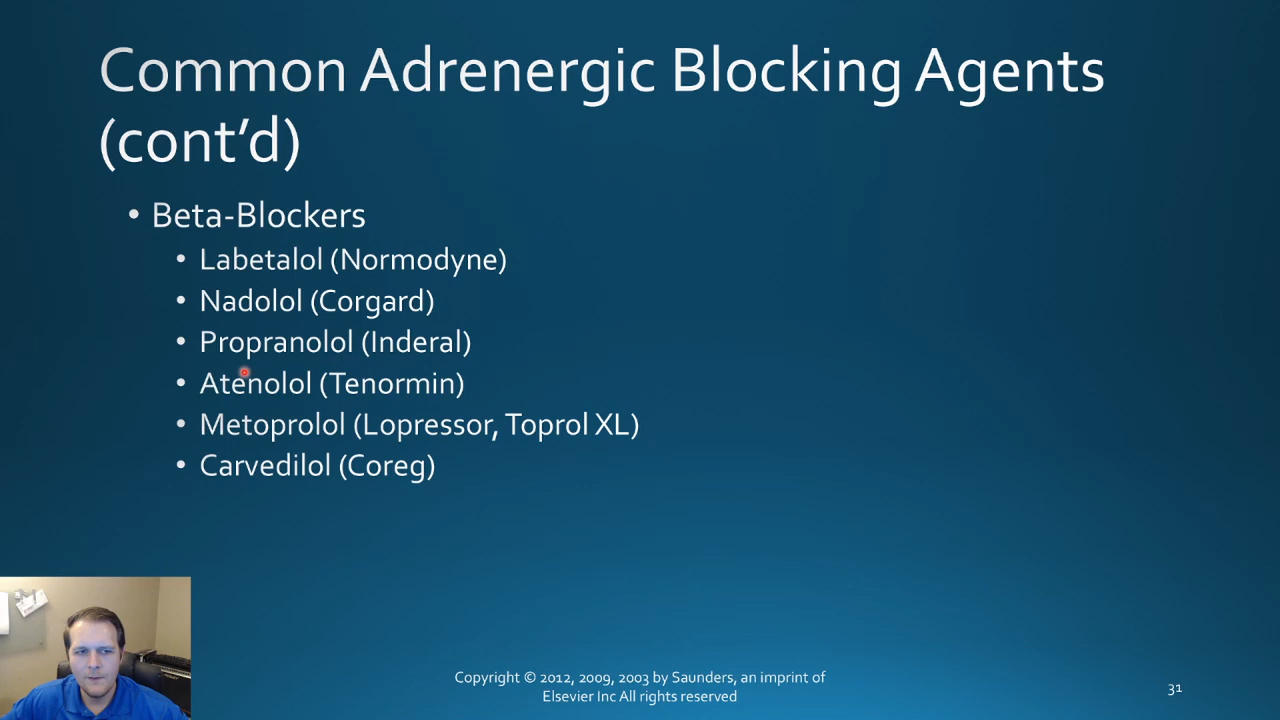 Common Adrenergic Blocking Agents
(cont'd)
• Beta-Blockers
• Labetalol (Normodyne)
• Nadolol (Corgard)
• Propranolol (Inderal)
• Atenolol (Tenormin)
• Metoprolol (Lopressor, Toprol XL)
• Carvedilol (Coreg)
Copyright © 2012, 2009, 2003 by Saunders, an imprint of
Elsevier Inc All rights reserved
31